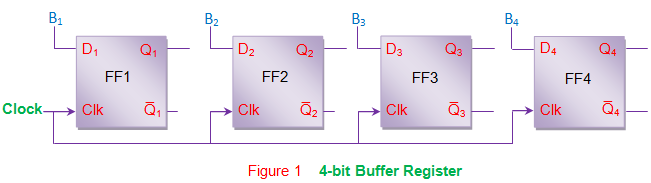 B₁ B₂ B₃ B₄
D₁ Q₁ D₂ Q₂ D₃ Q₃ D₄ Q₄
FF1 FF2 FF3 FF4
Clock Clk Q̅₁ Clk Q̅₂ Clk Q̅₃ Clk Q̅₄
Figure 1 4-bit Buffer Register